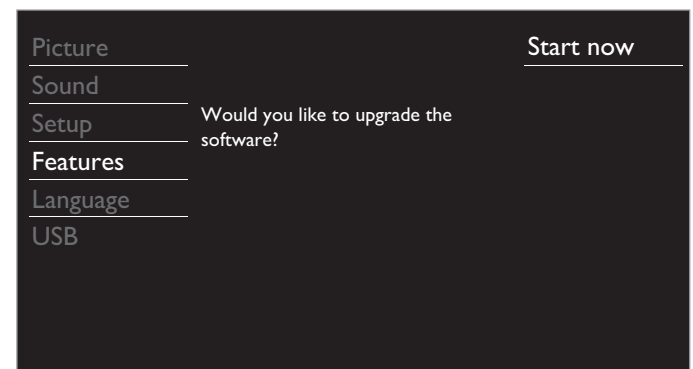 Picture
Sound
Setup
Features
Language
USB
Would you like to upgrade the
software?
Start now